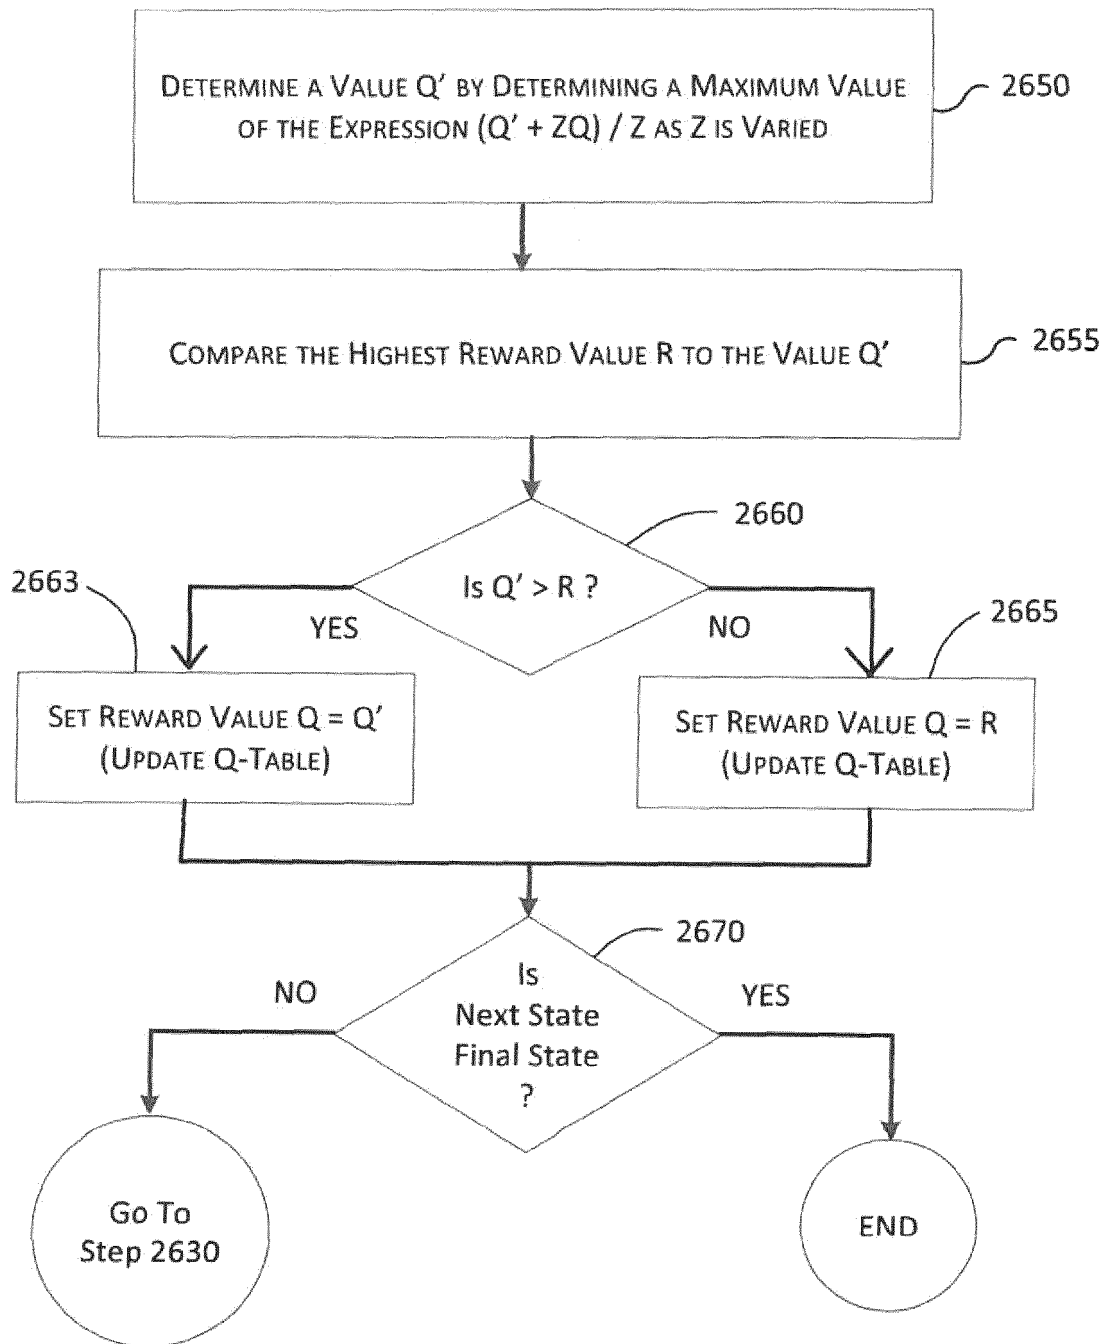 DETERMINE A VALUE Q' BY DETERMINING A MAXIMUM VALUE
OF THE EXPRESSION (Q' + ZQ) / Z AS Z IS VARIED
2650
COMPARE THE HIGHEST REWARD VALUE R TO THE VALUE Q'
2655
2660
Is Q' > R ?
2663
YES
NO
2665
SET REWARD VALUE Q = Q'
(UPDATE Q-TABLE)
SET REWARD VALUE Q = R
(UPDATE Q-TABLE)
2670
NO
Is
Next State
Final State
?
YES
Go To
Step 2630
END